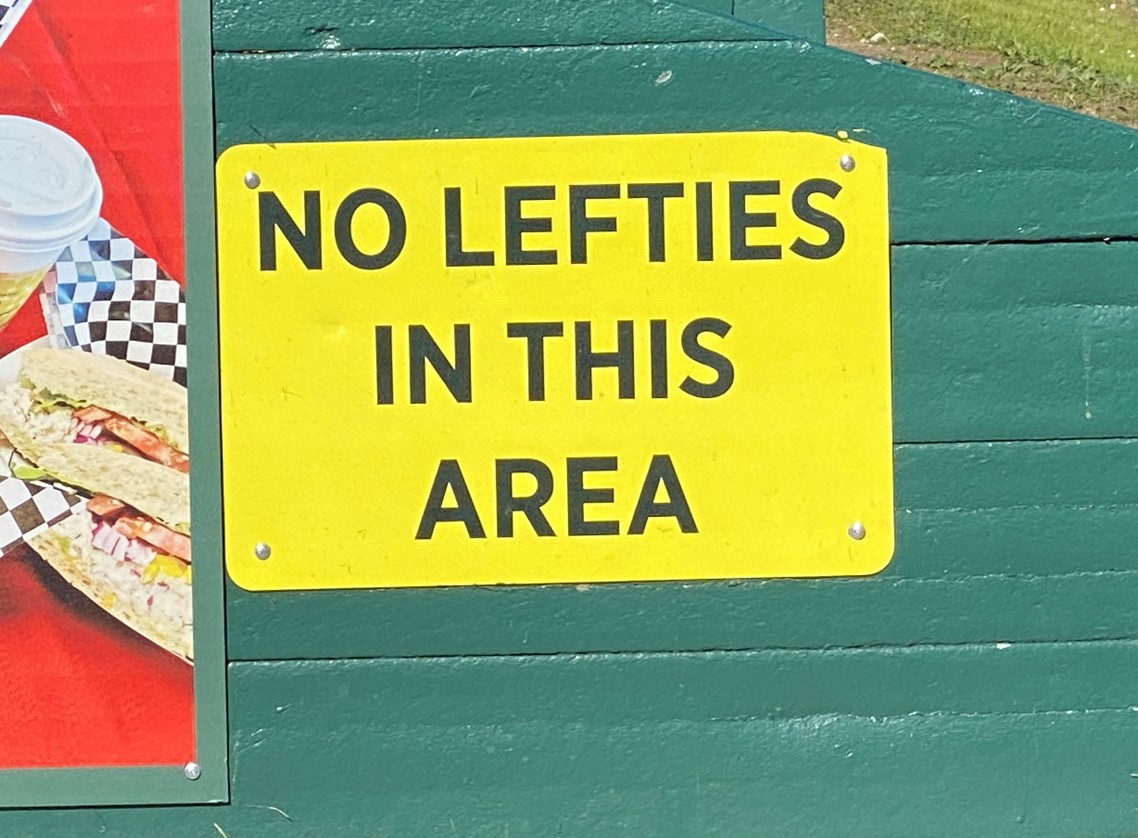 NO LEFTIES
IN THIS
AREA